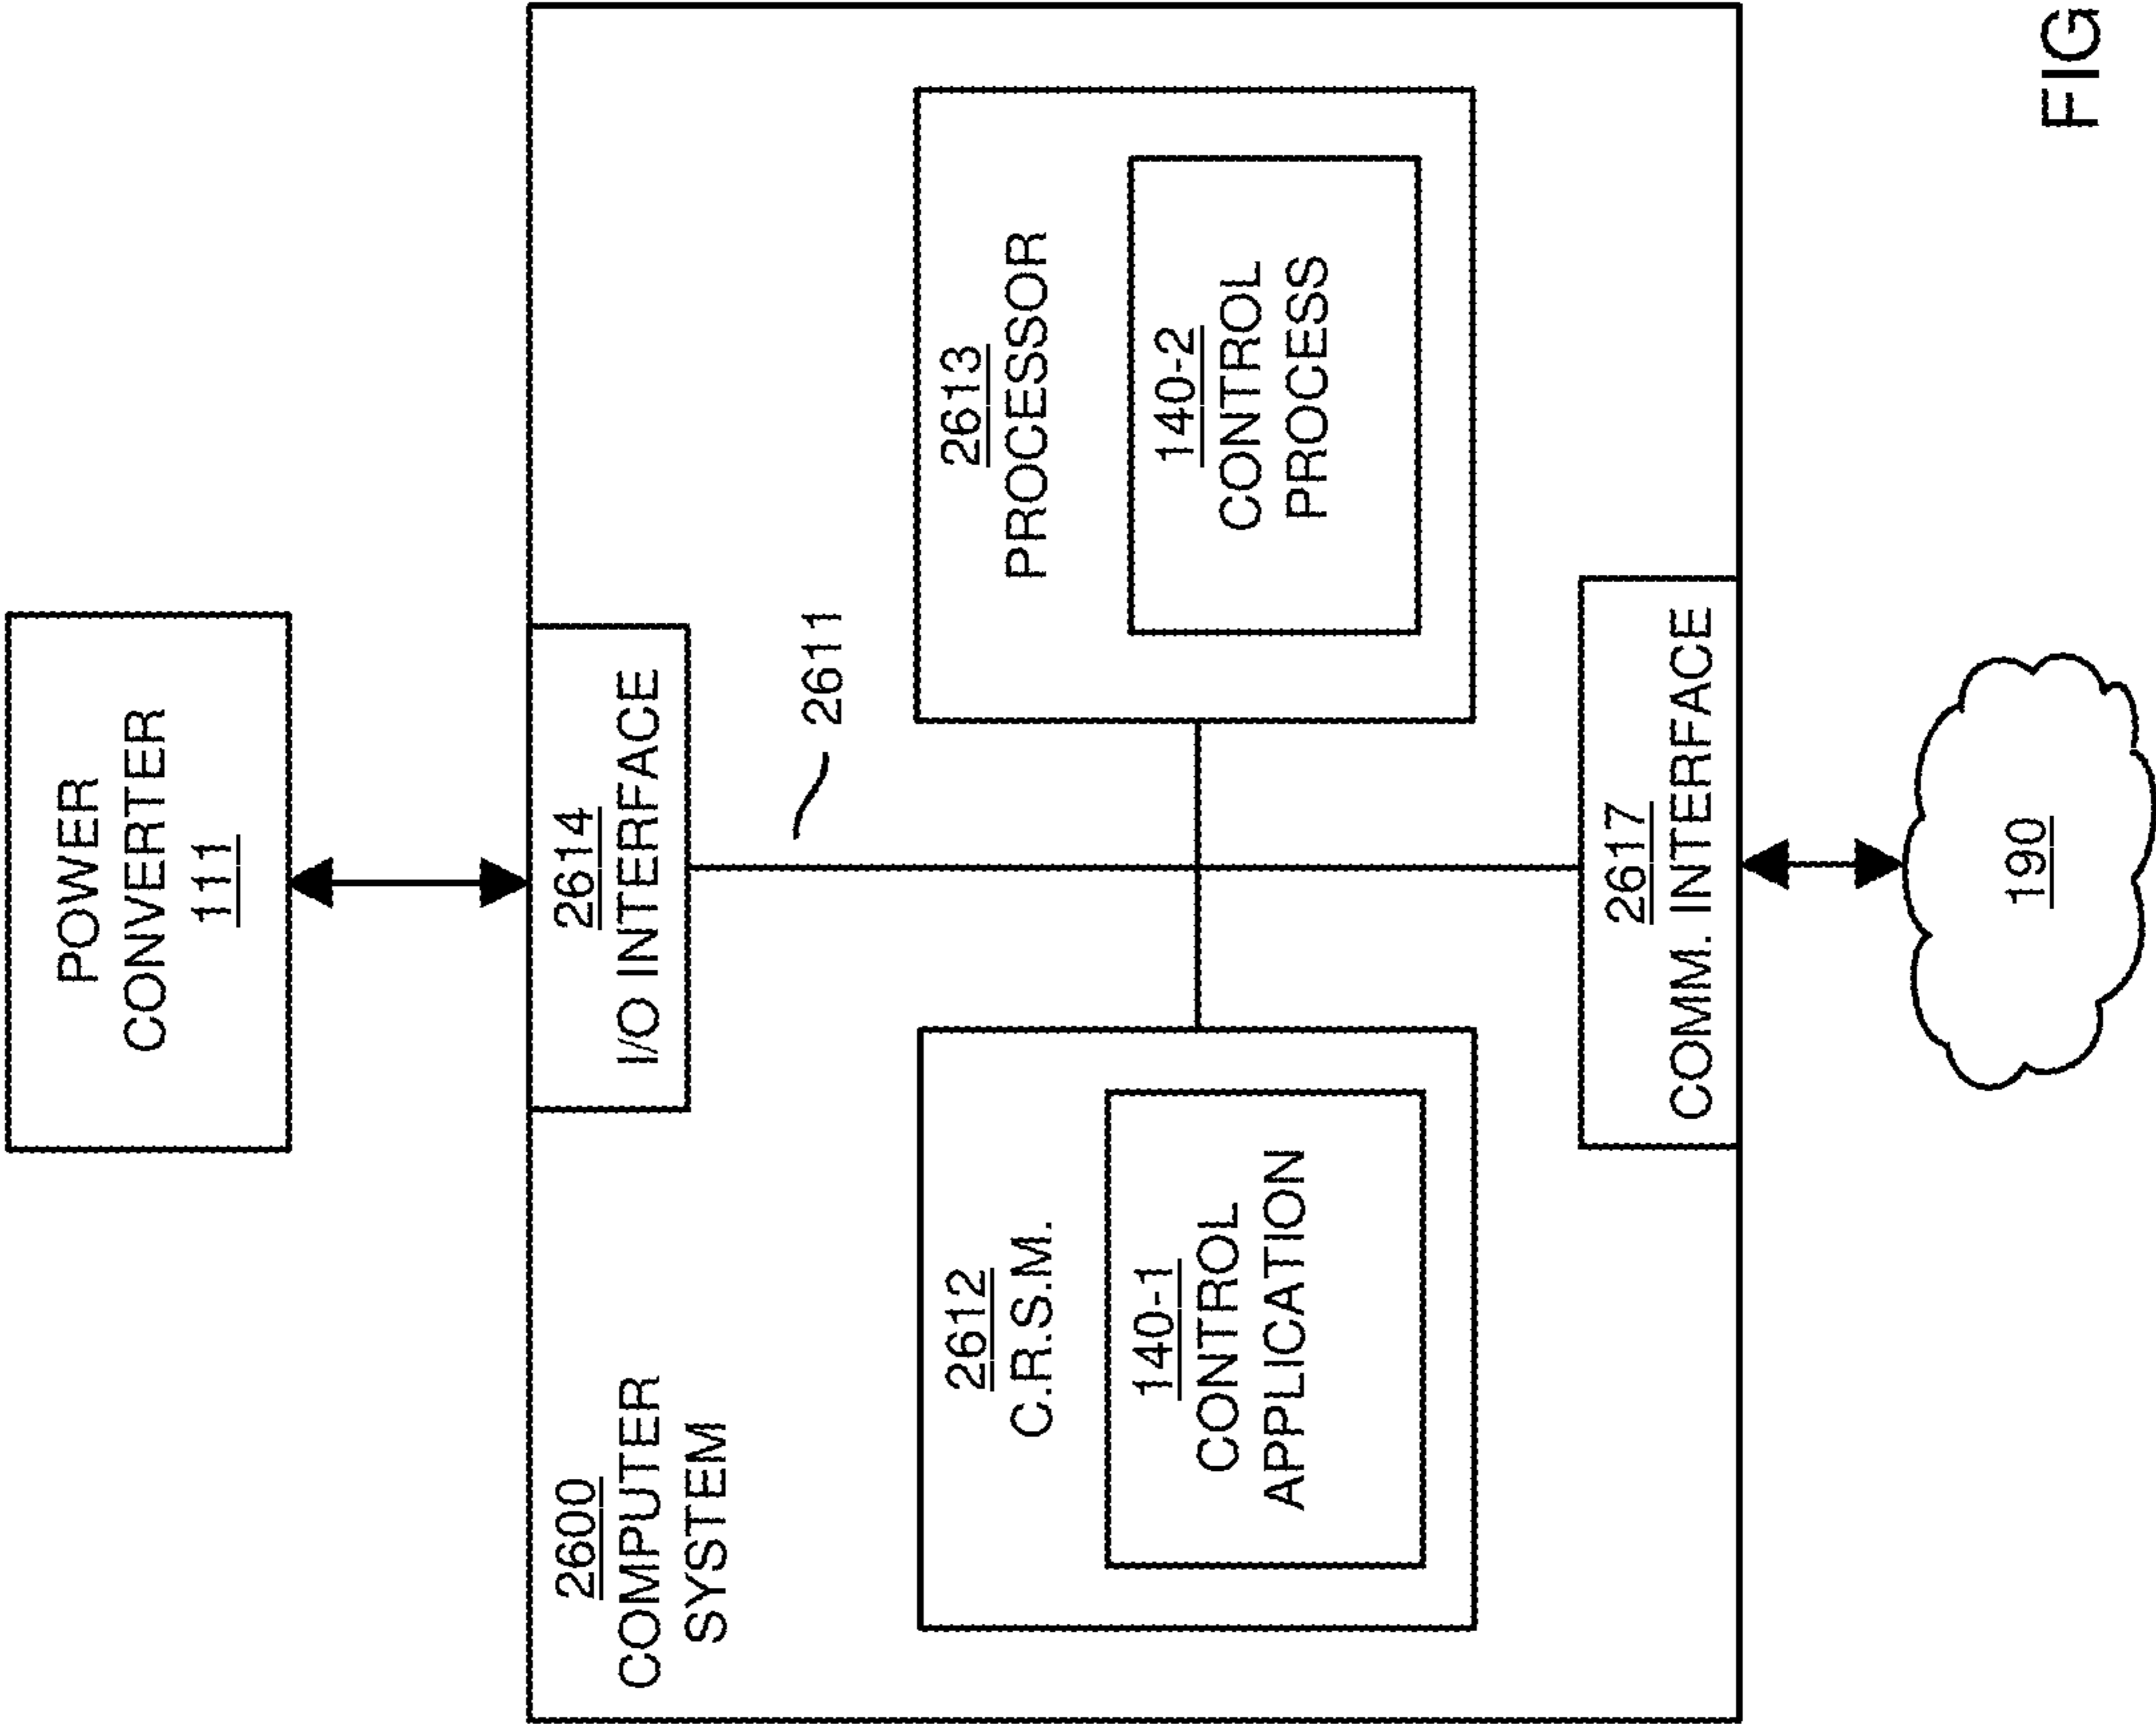 POWER
CONVERTER
111
2600
COMPUTER
SYSTEM
2614
I/O INTERFACE
2611
2612
C.R.S.M.
140-1
CONTROL
APPLICATION
2613
PROCESSOR
140-2
CONTROL
PROCESS
2617
COMM. INTERFACE
190
FIG